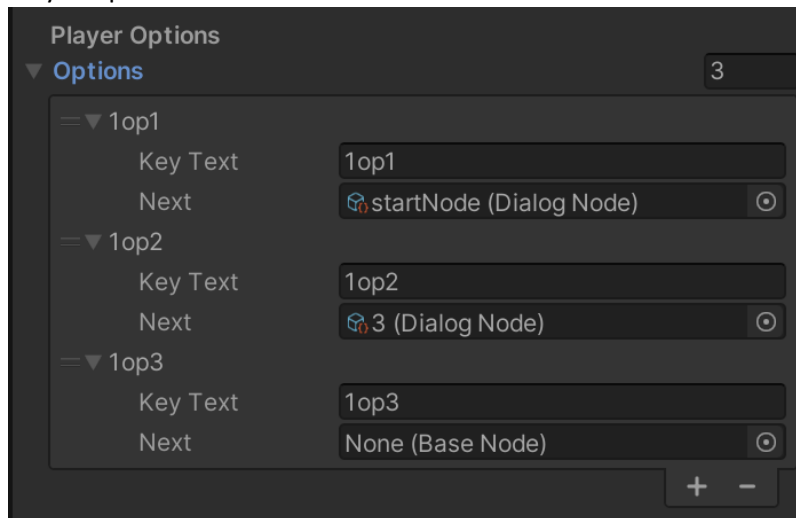 Player Options
Options 3
1op1
Key Text 1op1
Next startNode (Dialog Node)
1op2
Key Text 1op2
Next 3 (Dialog Node)
1op3
Key Text 1op3
Next None (Base Node)
+ −